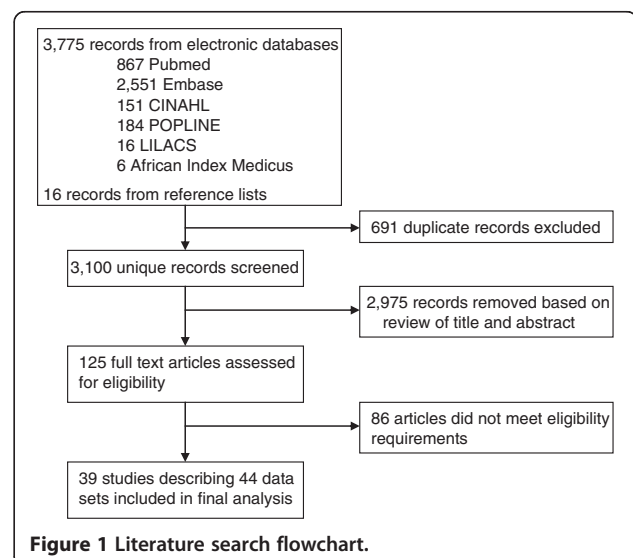 3,775 records from electronic databases
867 Pubmed
2,551 Embase
151 CINAHL
184 POPLINE
16 LILACS
6 African Index Medicus
16 records from reference lists
691 duplicate records excluded
3,100 unique records screened
2,975 records removed based on
review of title and abstract
125 full text articles assessed
for eligibility
86 articles did not meet eligibility
requirements
39 studies describing 44 data
sets included in final analysis
Figure 1 Literature search flowchart.